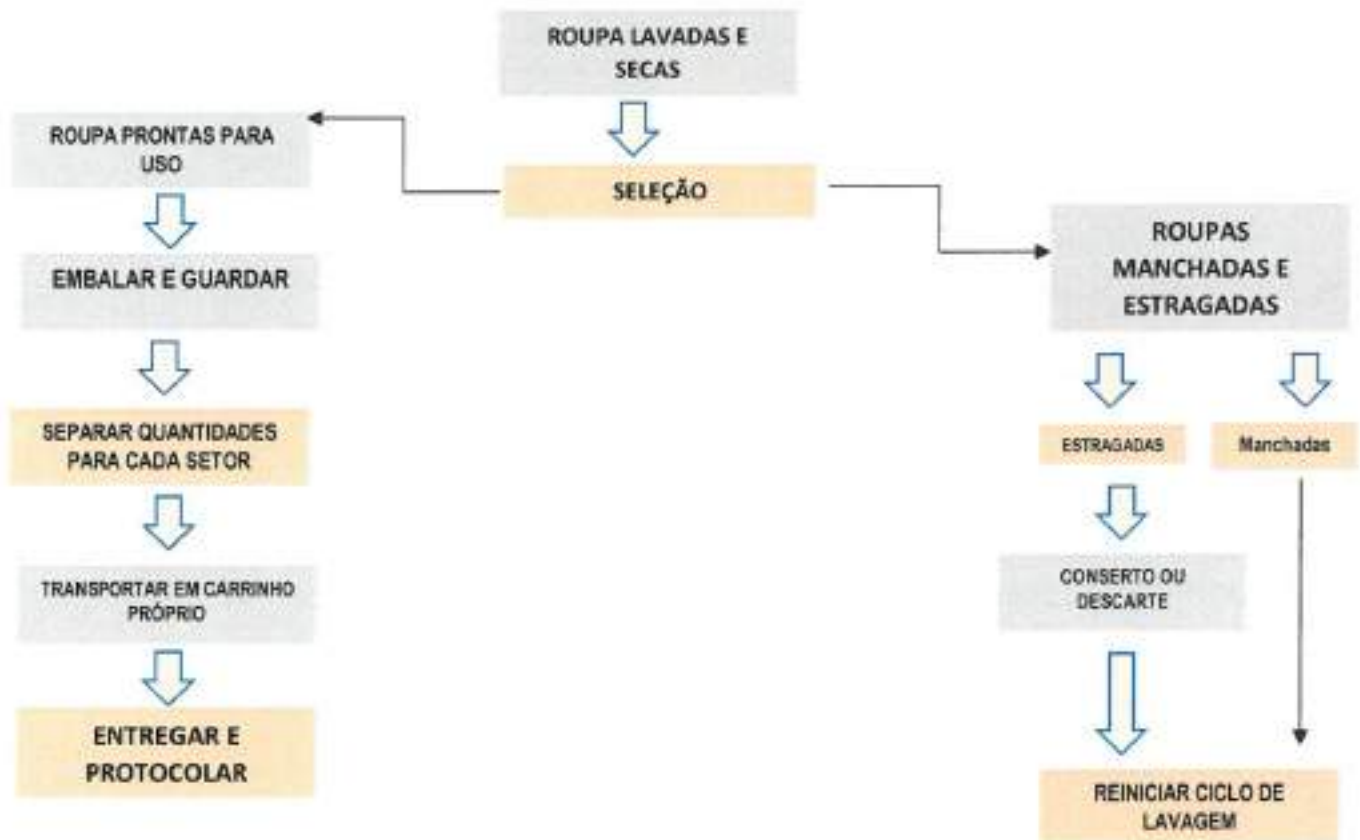 ROUPA LAVADAS E
SECAS
SELEÇÃO
ROUPA PRONTAS PARA
USO
EMBALAR E GUARDAR
SEPARAR QUANTIDADES
PARA CADA SETOR
TRANSPORTAR EM CARRINHO
PRÓPRIO
ENTREGAR E
PROTOCOLAR
ROUPAS
MANCHADAS E
ESTRAGADAS
ESTRAGADAS
Manchadas
CONSERTO OU
DESCARTE
REINICIAR CICLO DE
LAVAGEM